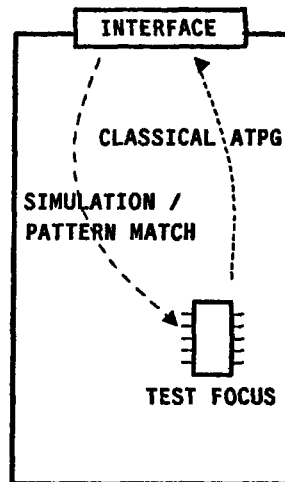 INTERFACE
CLASSICAL ATPG
SIMULATION /
PATTERN MATCH
TEST FOCUS